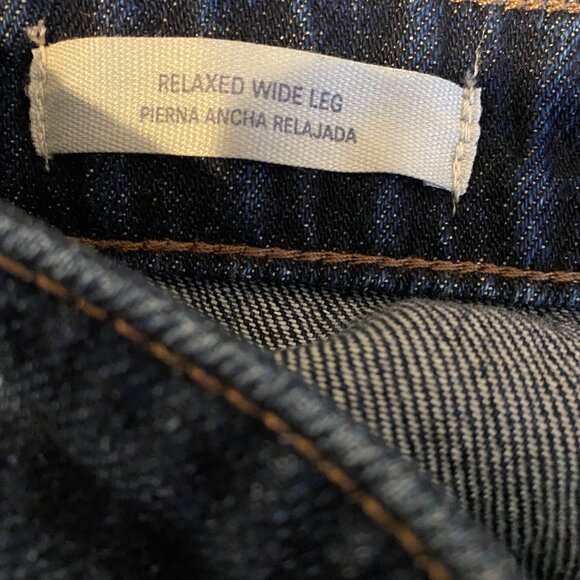 RELAXED WIDE LEG
PIERNA ANCHA RELAJADA